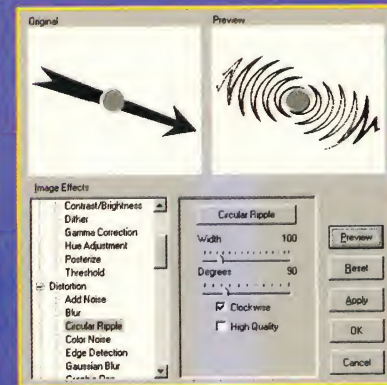 Original
Preview
Image Effects
Contrast/Brightness
Dither
Gamma Correction
Hue Adjustment
Posterize
Threshold
Distortion
Add Noise
Blur
Circular Ripple
Color Noise
Edge Detection
Gaussian Blur
Circular Ripple
Width 100
Degrees 90
Clockwise
High Quality
Preview
Reset
Apply
OK
Cancel